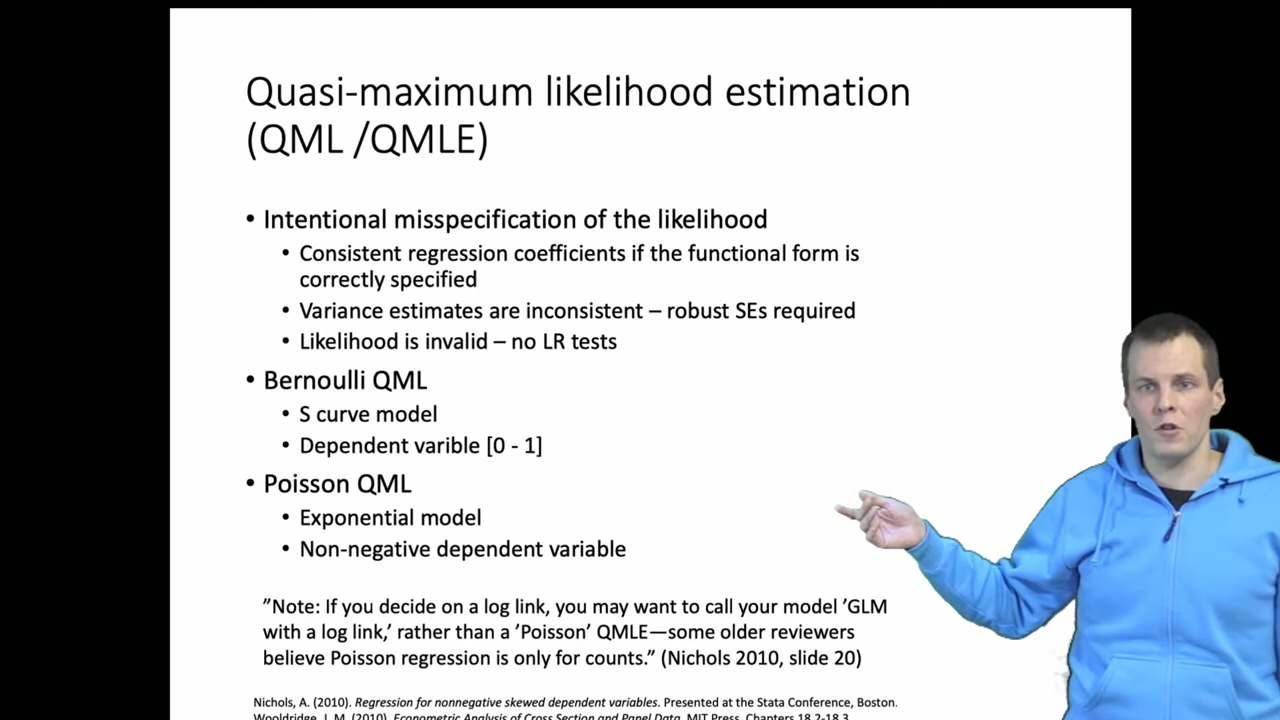 Quasi-maximum likelihood estimation
(QML /QMLE)
• Intentional misspecification of the likelihood
• Consistent regression coefficients if the functional form is
correctly specified
• Variance estimates are inconsistent – robust SEs required
• Likelihood is invalid – no LR tests
• Bernoulli QML
• S curve model
• Dependent varible [0 - 1]
• Poisson QML
• Exponential model
• Non-negative dependent variable
”Note: If you decide on a log link, you may want to call your model ’GLM
with a log link,’ rather than a ’Poisson’ QMLE—some older reviewers
believe Poisson regression is only for counts.” (Nichols 2010, slide 20)
Nichols, A. (2010). Regression for nonnegative skewed dependent variables. Presented at the Stata Conference, Boston.
Wooldridge, J. M. (2010). Econometric Analysis of Cross Section and Panel Data. MIT Press. Chapters 18.2-18.3